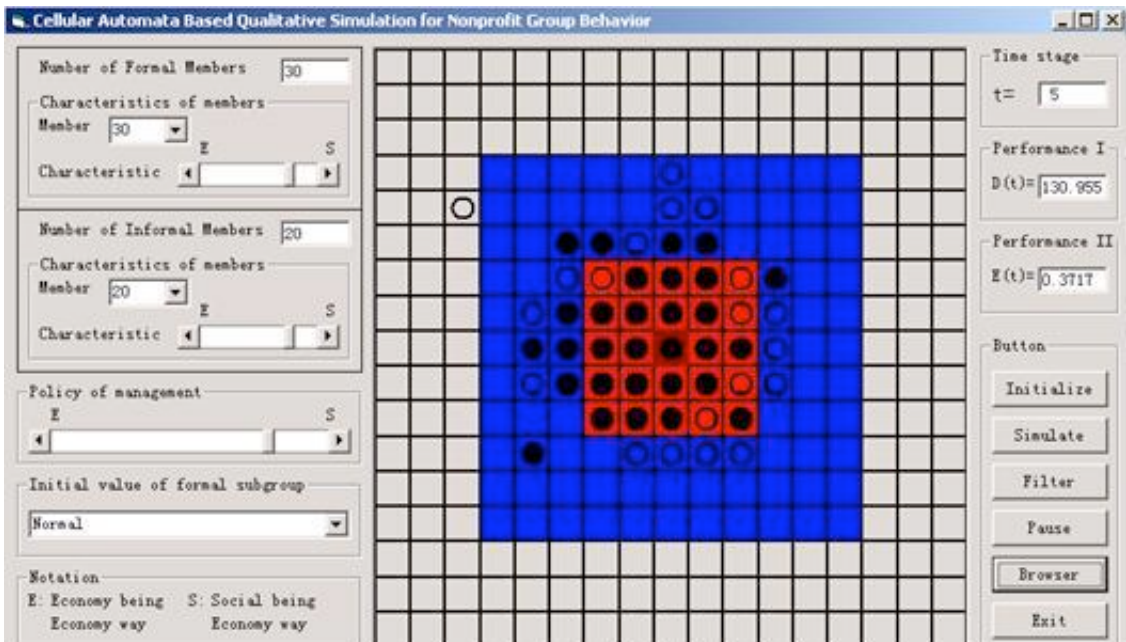 Cellular Automata Based Qualitative Simulation for Nonprofit Group Behavior
Number of Formal Members 30
Characteristics of members
Member 30
E S
Characteristic
Number of Informal Members 20
Characteristics of members
Member 20
E S
Characteristic
Policy of management
E S
Initial value of formal subgroup
Normal
Notation
E: Economy being S: Social being
Economy way Economy way
Time stage
t= 5
Performance I
D(t)= 130.955
Performance II
E(t)= 0.3717
Button
Initialize
Simulate
Filter
Pause
Browser
Exit